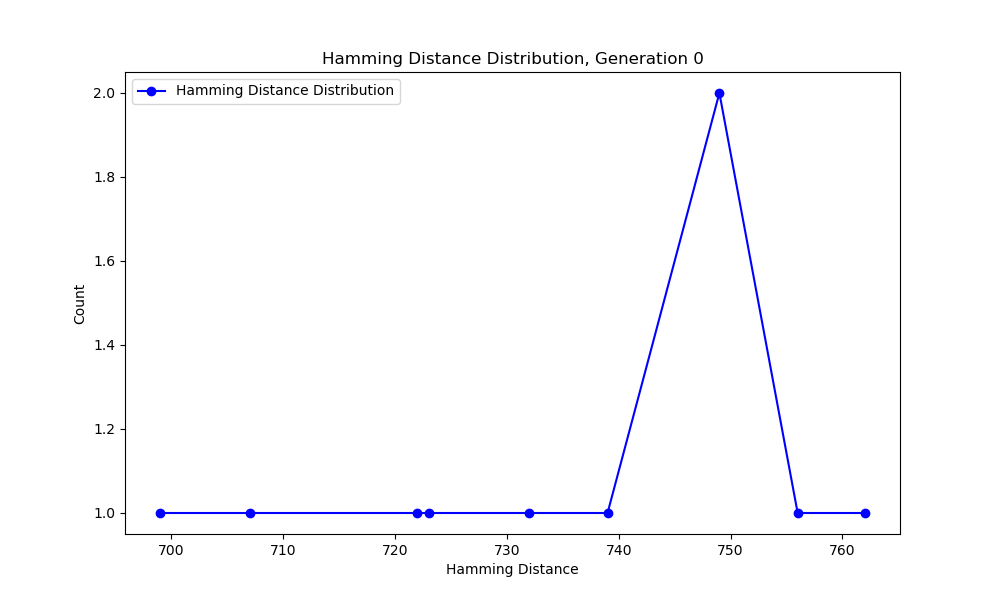 Hamming Distance Distribution, Generation 0
Hamming Distance Distribution
2.0
1.8
1.6
1.4
1.2
1.0
Count
700 710 720 730 740 750 760
Hamming Distance